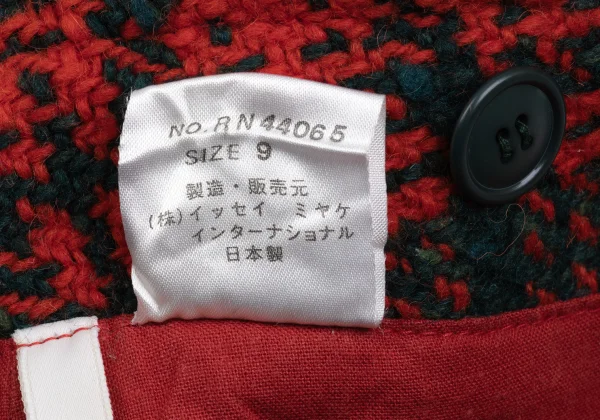 NO. RN 44065
SIZE 9
製造・販売元
(株)イッセイ ミヤケ
インターナショナル
日本製